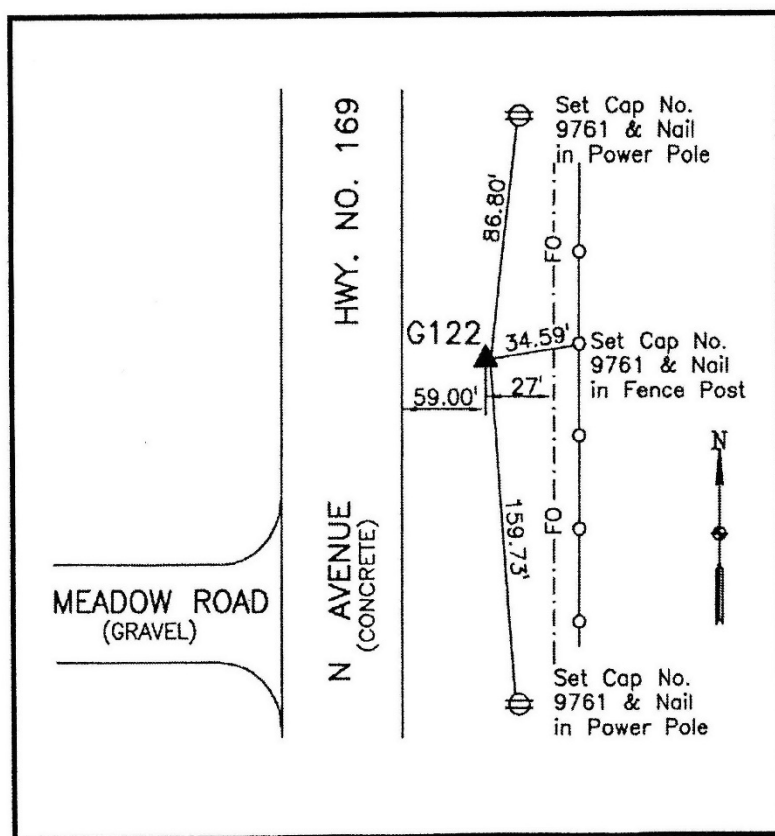 HWY. NO. 169
Set Cap No.
9761 & Nail
in Power Pole
86.80'
FO
G122
34.59'
Set Cap No.
9761 & Nail
in Fence Post
59.00'
27'
N
159.73'
FO
N AVENUE
(CONCRETE)
MEADOW ROAD
(GRAVEL)
Set Cap No.
9761 & Nail
in Power Pole